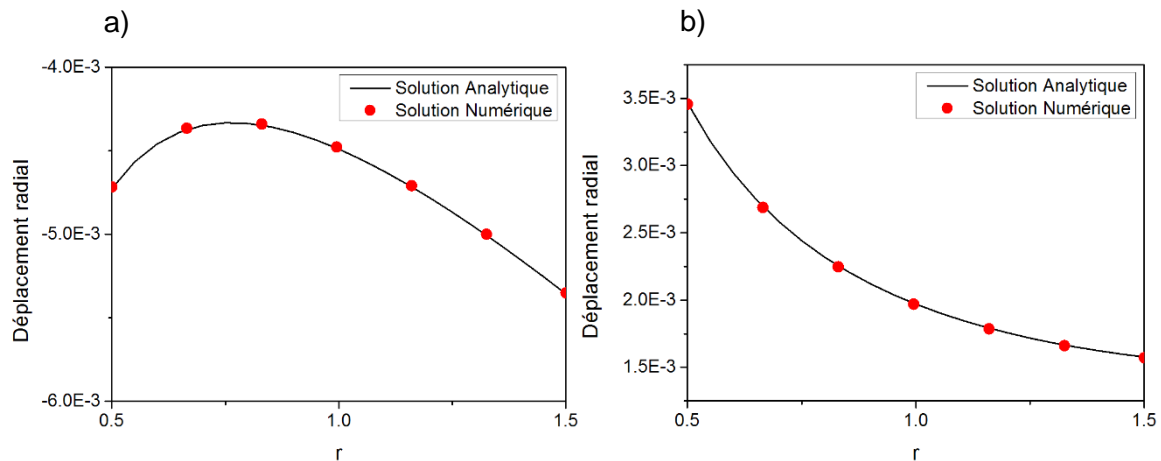 a)
-4.0E-3
-5.0E-3
-6.0E-3
Déplacement radial
Solution Analytique
Solution Numérique
0.5
1.0
1.5
r
b)
3.5E-3
3.0E-3
2.5E-3
2.0E-3
1.5E-3
Déplacement radial
Solution Analytique
Solution Numérique
0.5
1.0
1.5
r